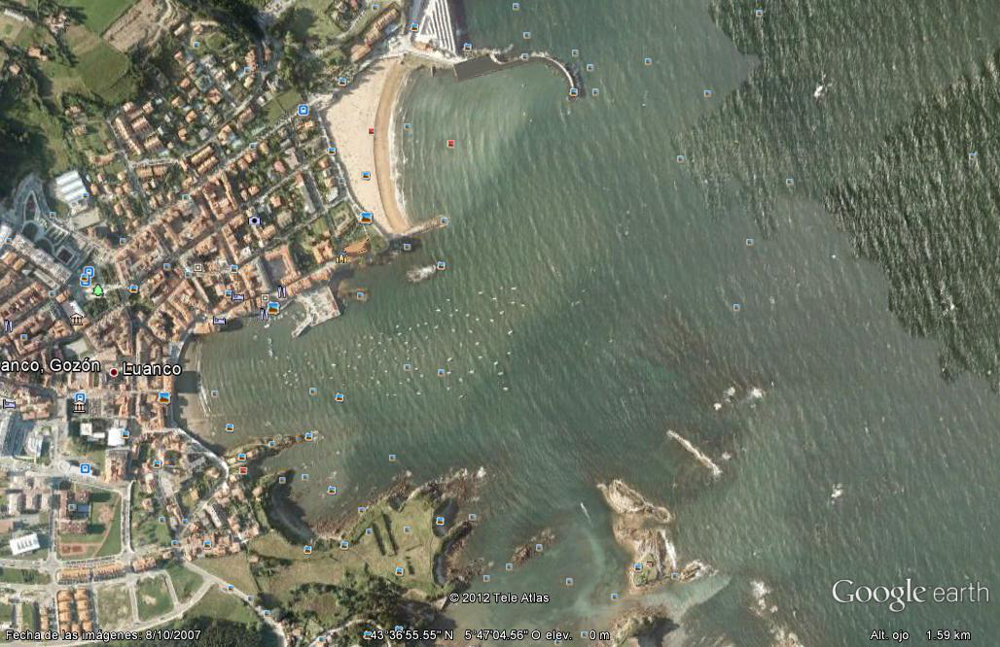 anco, Gozón
Luanco
© 2012 Tele Atlas
Google earth
Fecha de las imágenes: 8/10/2007
43°36'55.55" N 5°47'04.56" O elev. 0 m
Alt. ojo 1.59 km